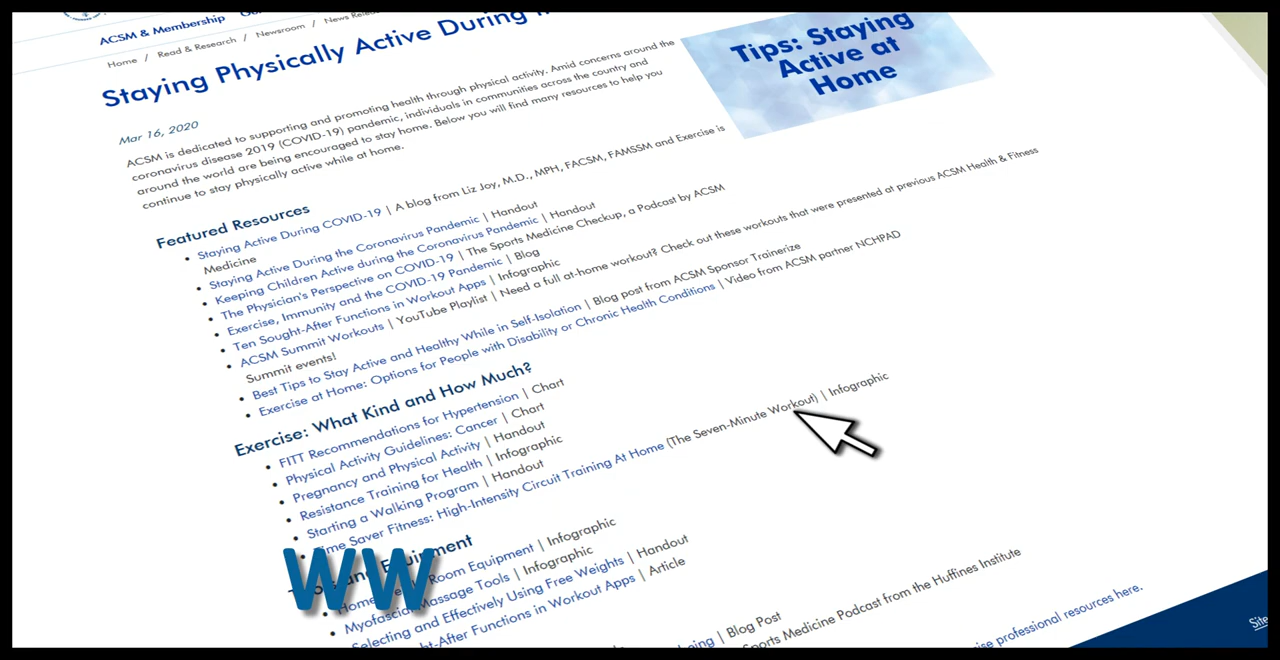 ACSM & Membership
Home / Read & Research / Newsroom / News
Staying Physically Active During
Tips: Staying
Active at
Home
Mar 16, 2020
ACSM is dedicated to supporting and promoting health through physical activity. Amid concerns around the
coronavirus disease 2019 (COVID-19) pandemic, individuals in communities across the country and
around the world are being encouraged to stay home. Below you will find many resources to help you
continue to stay physically active while at home.
Featured Resources
Staying Active During COVID-19 | A blog from Liz Joy, M.D., MPH, FACSM, FAMSSM and Exercise is
Medicine
Staying Active During the Coronavirus Pandemic | Handout
Keeping Children Active during the Coronavirus Pandemic | Handout
The Physician's Perspective on COVID-19 | The Sports Medicine Checkup, a Podcast by ACSM
Exercise, Immunity and the COVID-19 Pandemic | Blog
Ten Sought-After Functions in Workout Apps | Infographic
ACSM Summit Workouts | YouTube Playlist | Need a full at-home workout? Check out these workouts that were presented at previous ACSM Health & Fitness
Summit events!
Best Tips to Stay Active and Healthy While in Self-Isolation | Blog post from ACSM Sponsor Trainerize
Exercise at Home: Options for People with Disability or Chronic Health Conditions | Video from ACSM partner NCHPAD
Exercise: What Kind and How Much?
FITT Recommendations for Hypertension | Chart
Physical Activity Guidelines: Cancer | Chart
Pregnancy and Physical Activity | Handout
Resistance Training for Health | Infographic
Starting a Walking Program | Handout
Time Saver Fitness: High-Intensity Circuit Training At Home (The Seven-Minute Workout) | Infographic
Equipment
Room Equipment | Infographic
Myofascial Massage Tools | Infographic
Selecting and Effectively Using Free Weights | Handout
ght-After Functions in Workout Apps | Article
being | Blog Post
Sports Medicine Podcast from the Huffines Institute
professional resources here.
Site
WW